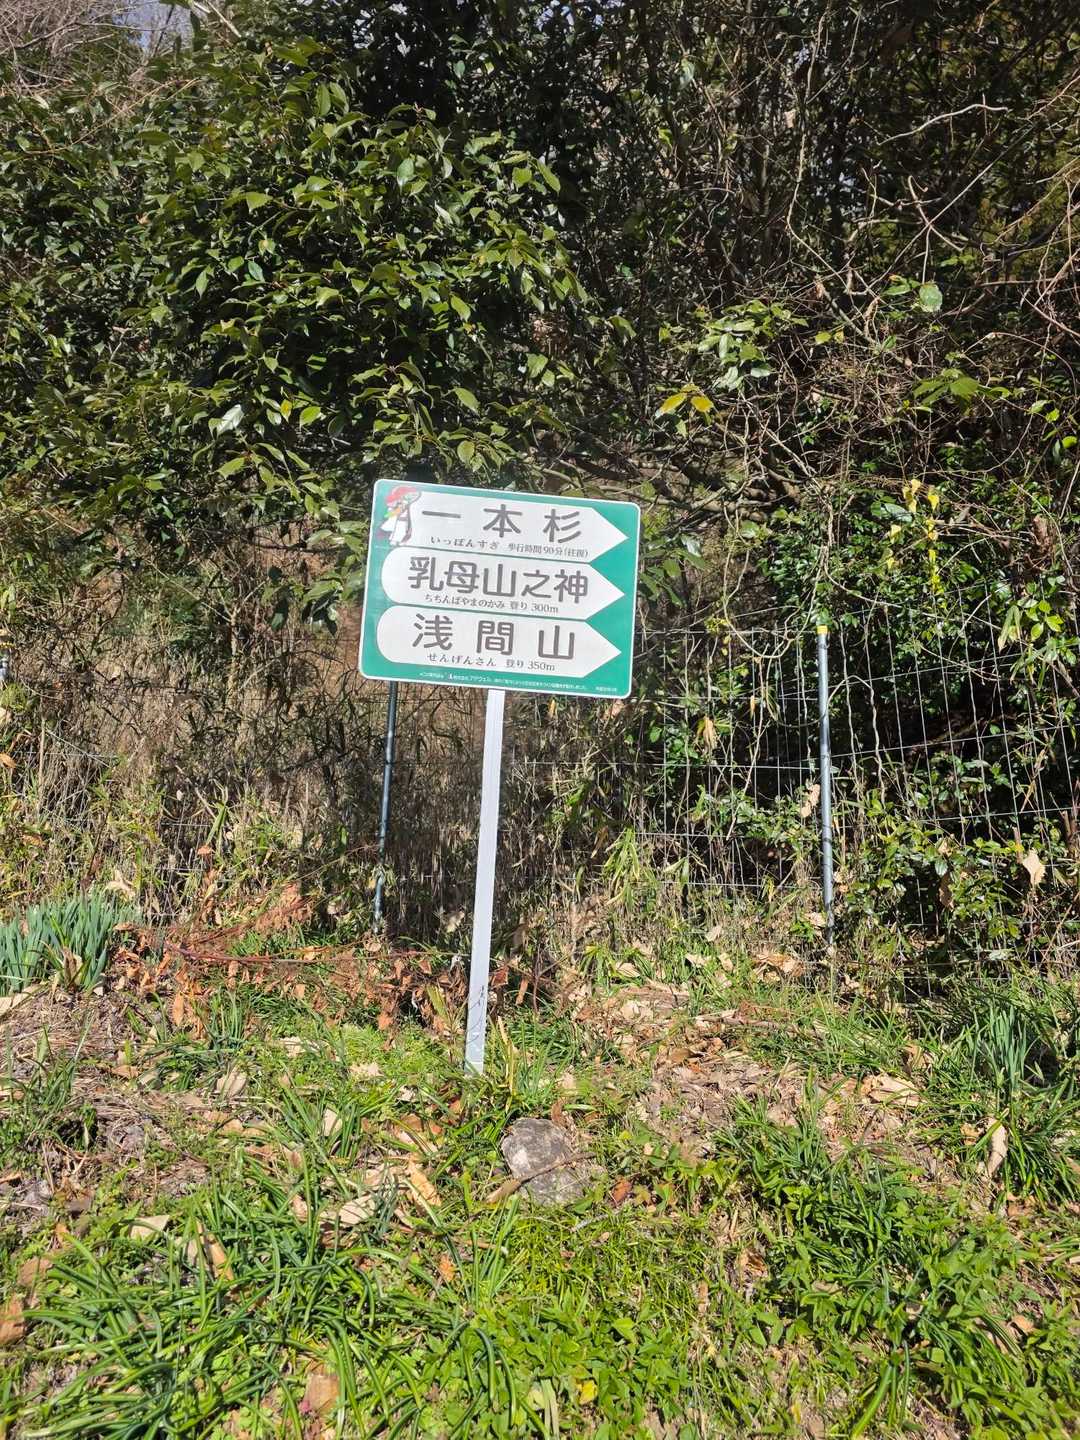 一本杉
いっぽんすぎ 歩行時間90分(往復)
乳母山之神
ちちんばやまのかみ 登り300m
浅間山
せんげんさん 登り350m